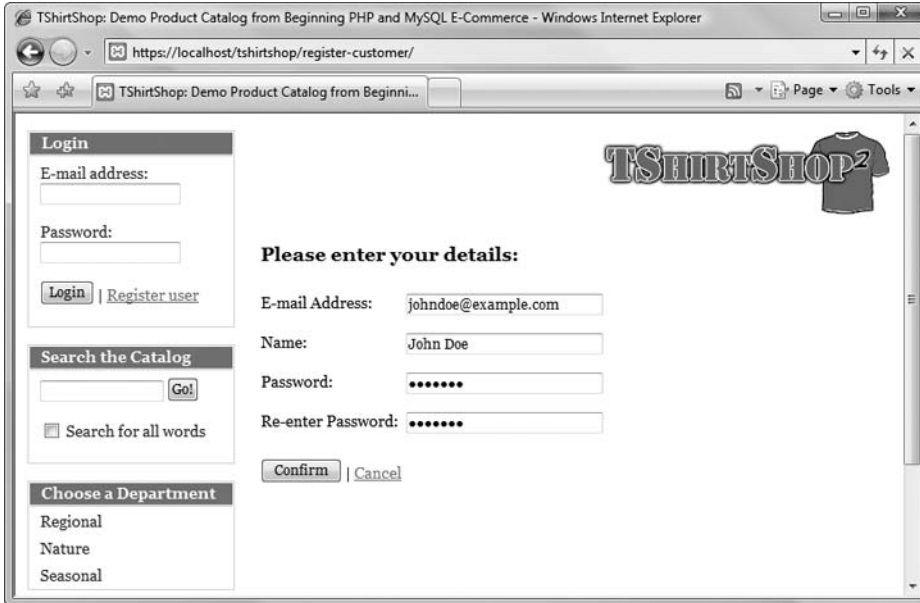 TShirtShop: Demo Product Catalog from Beginning PHP and MySQL E-Commerce - Windows Internet Explorer
https://localhost/tshirtshop/register-customer/
TShirtShop: Demo Product Catalog from Beginni...
Page
Tools
Login
E-mail address:
Password:
Login | Register user
Search the Catalog
Go!
Search for all words
Choose a Department
Regional
Nature
Seasonal
TShirtShop²
Please enter your details:
E-mail Address: johndoe@example.com
Name: John Doe
Password: •••••••
Re-enter Password: •••••••
Confirm | Cancel